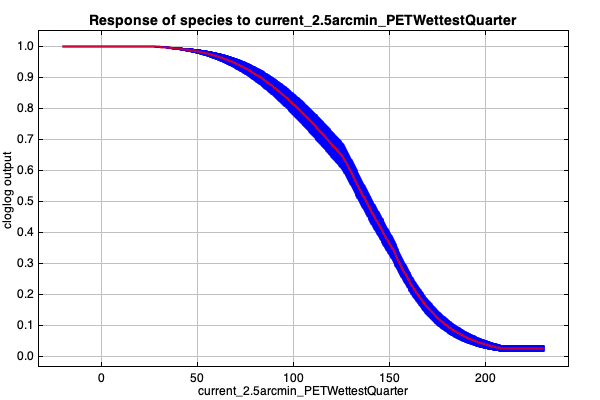 Response of species to current_2.5arcmin_PETWettestQuarter
1.0
0.9
0.8
0.7
0.6
0.5
0.4
0.3
0.2
0.1
0.0
cloglog output
0 50 100 150 200
current_2.5arcmin_PETWettestQuarter